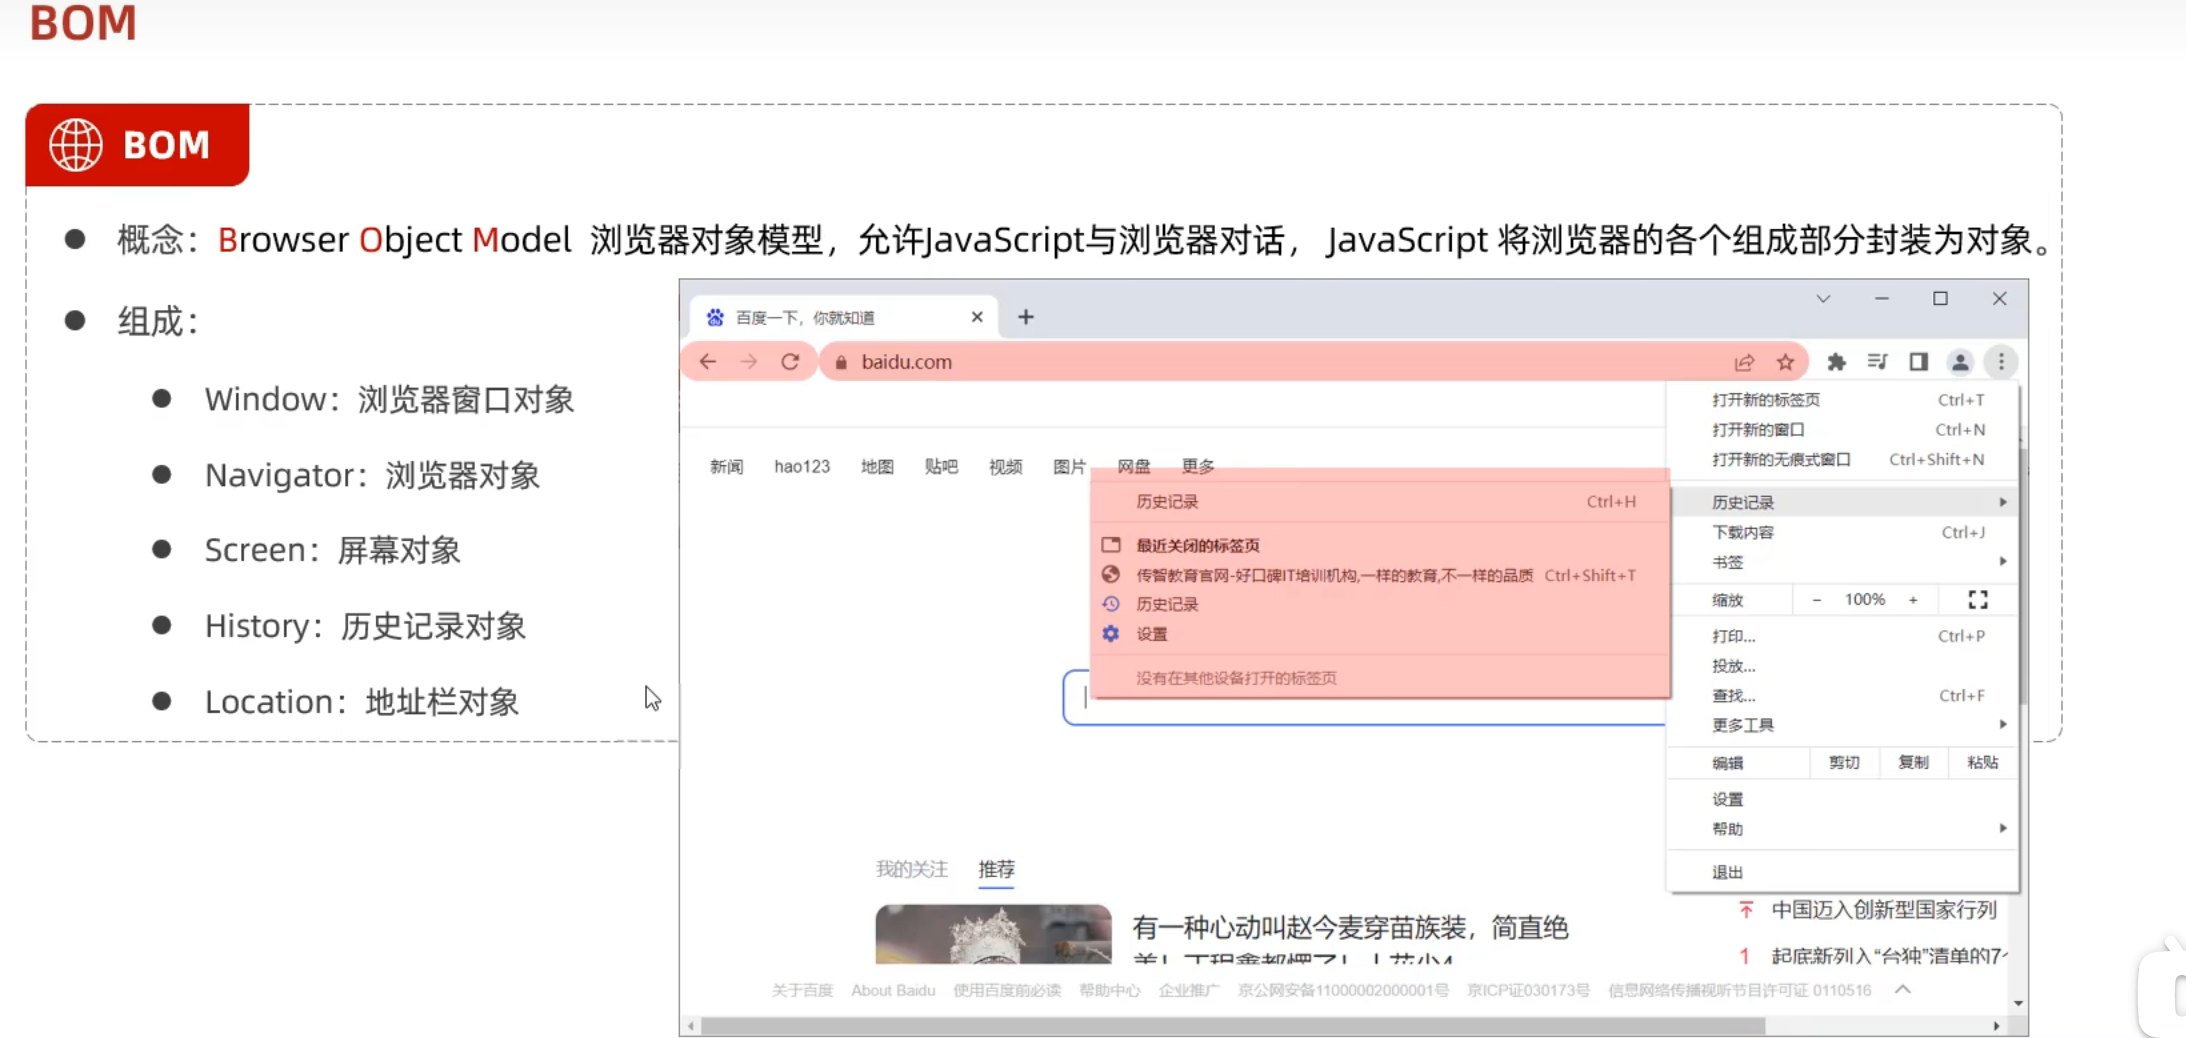 BOM
BOM
概念：Browser Object Model 浏览器对象模型，允许JavaScript与浏览器对话， JavaScript 将浏览器的各个组成部分封装为对象。
组成：
Window：浏览器窗口对象
Navigator：浏览器对象
Screen：屏幕对象
History：历史记录对象
Location：地址栏对象
百度一下，你就知道
baidu.com
新闻 hao123 地图 贴吧 视频 图片 网盘 更多
历史记录 Ctrl+H
最近关闭的标签页
传智教育官网-好口碑IT培训机构,一样的教育,不一样的品质 Ctrl+Shift+T
历史记录
设置
没有在其他设备打开的标签页
打开新的标签页 Ctrl+T
打开新的窗口 Ctrl+N
打开新的无痕式窗口 Ctrl+Shift+N
历史记录
下载内容 Ctrl+J
书签
缩放 - 100% +
打印... Ctrl+P
投放...
查找... Ctrl+F
更多工具
编辑 剪切 复制 粘贴
设置
帮助
退出
我的关注 推荐
有一种心动叫赵今麦穿苗族装，简直绝
中国迈入创新型国家行列
1 起底新列入“台独”清单的7
关于百度 About Baidu 使用百度前必读 帮助中心 企业推广 京公网安备11000002000001号 京ICP证030173号 信息网络传播视听节目许可证 0110516